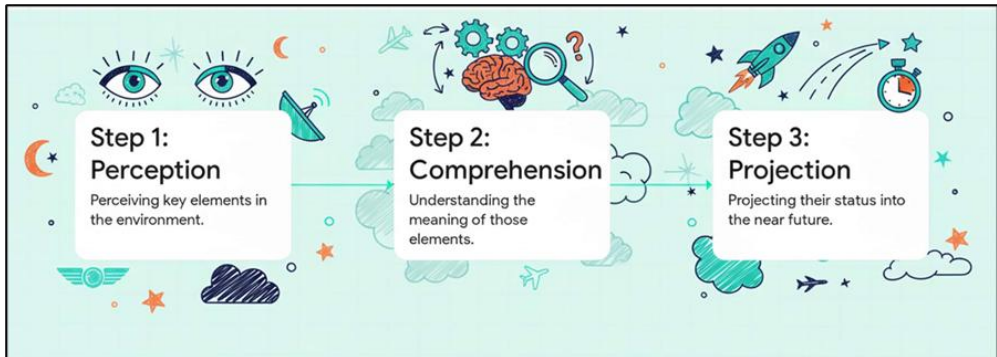 Step 1:
Perception
Perceiving key elements in
the environment.
Step 2:
Comprehension
Understanding the
meaning of those
elements.
Step 3:
Projection
Projecting their status into
the near future.
?